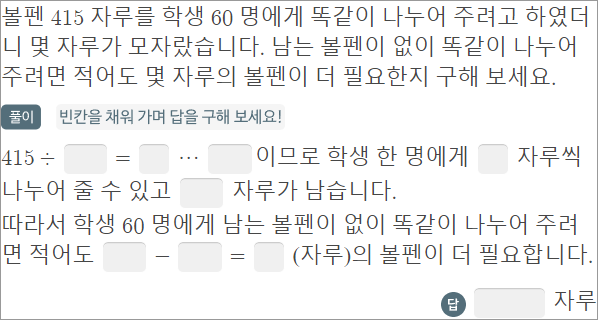 볼펜 415 자루를 학생 60 명에게 똑같이 나누어 주려고 하였더
니 몇 자루가 모자랐습니다. 남는 볼펜이 없이 똑같이 나누어
주려면 적어도 몇 자루의 볼펜이 더 필요한지 구해 보세요.
풀이 빈칸을 채워 가며 답을 구해 보세요!
415 ÷ = ⋯ 이므로 학생 한 명에게 자루씩
나누어 줄 수 있고 자루가 남습니다.
따라서 학생 60 명에게 남는 볼펜이 없이 똑같이 나누어 주려
면 적어도 − = (자루)의 볼펜이 더 필요합니다.
답 자루